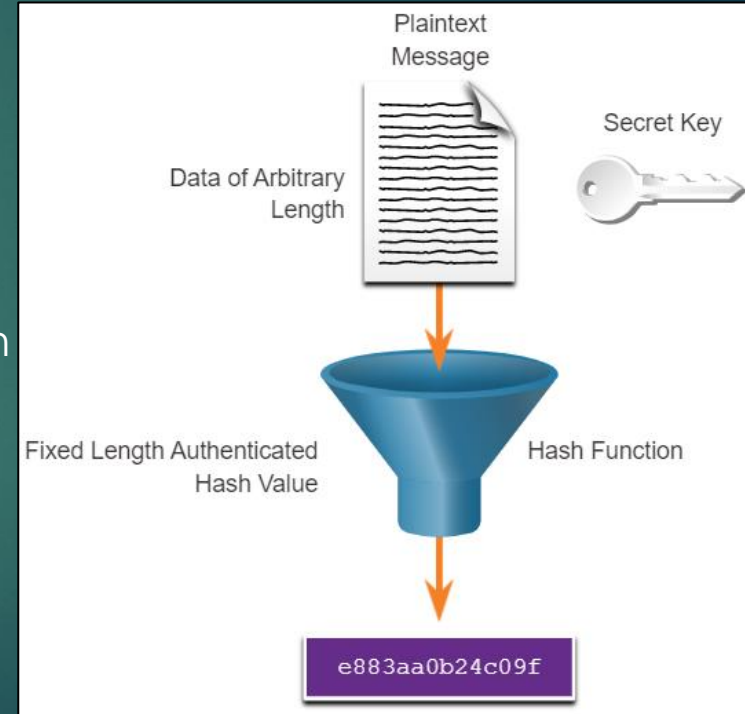 Plaintext
Message
Secret Key
Data of Arbitrary
Length
Fixed Length Authenticated
Hash Value
Hash Function
e883aa0b24c09f